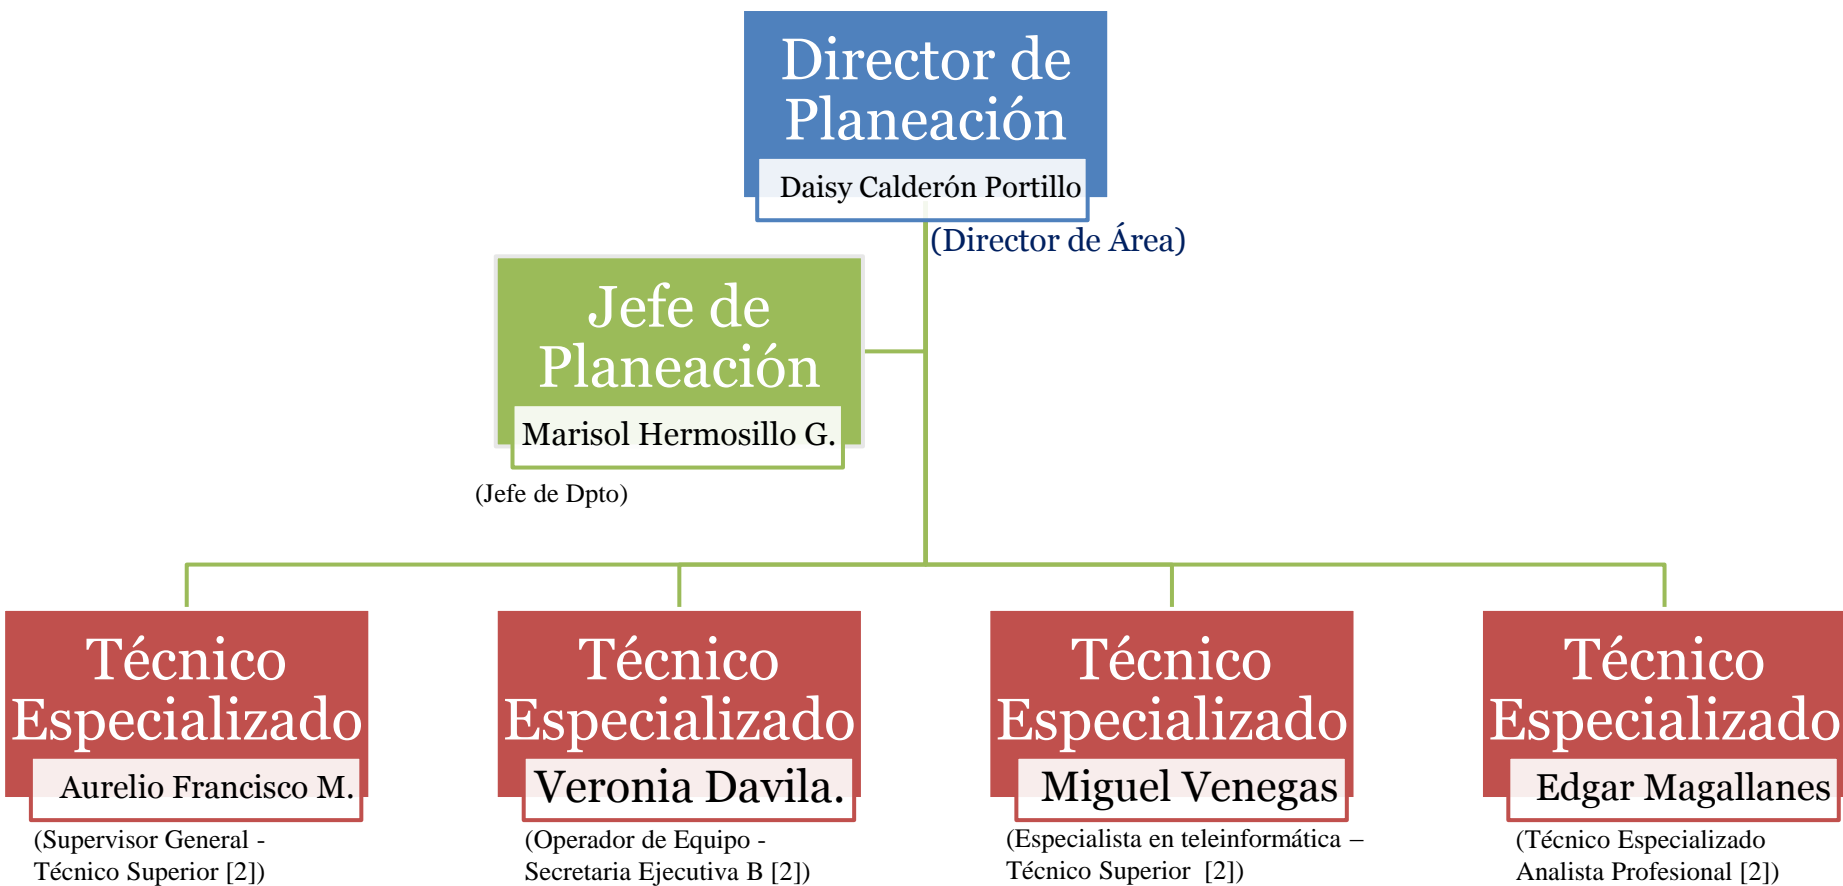 Director de
Planeación
Daisy Calderón Portillo
(Director de Área)
Jefe de
Planeación
Marisol Hermosillo G.
(Jefe de Dpto)
Técnico
Especializado
Aurelio Francisco M.
(Supervisor General -
Técnico Superior [2])
Técnico
Especializado
Veronia Davila.
(Operador de Equipo -
Secretaria Ejecutiva B [2])
Técnico
Especializado
Miguel Venegas
(Especialista en teleinformática –
Técnico Superior  [2])
Técnico
Especializado
Edgar Magallanes
(Técnico Especializado
Analista Profesional [2])